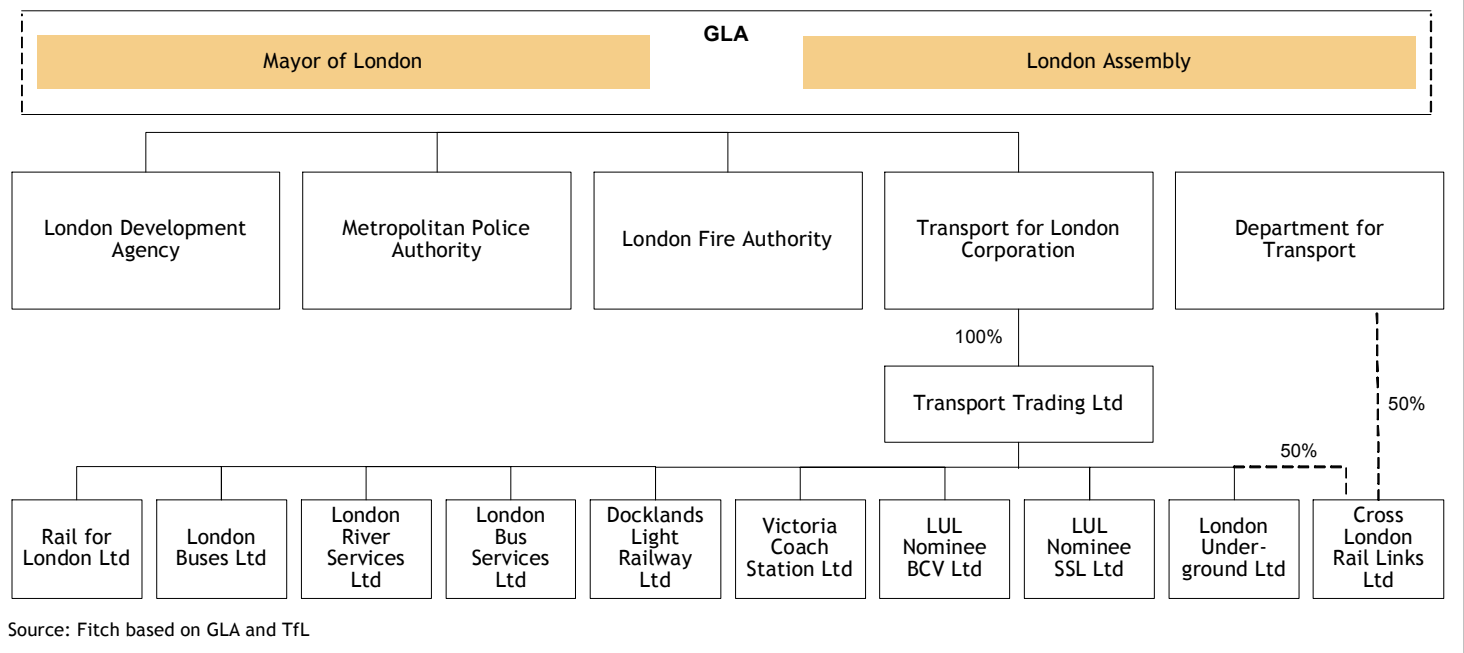 GLA
Mayor of London
London Assembly
London Development
Agency
Metropolitan Police
Authority
London Fire Authority
Transport for London
Corporation
Department for
Transport
100%
Transport Trading Ltd
50%
50%
Rail for
London Ltd
London
Buses Ltd
London
River
Services
Ltd
London
Bus
Services
Ltd
Docklands
Light
Railway
Ltd
Victoria
Coach
Station Ltd
LUL
Nominee
BCV Ltd
LUL
Nominee
SSL Ltd
London
Under-
ground Ltd
Cross
London
Rail Links
Ltd
Source: Fitch based on GLA and TfL